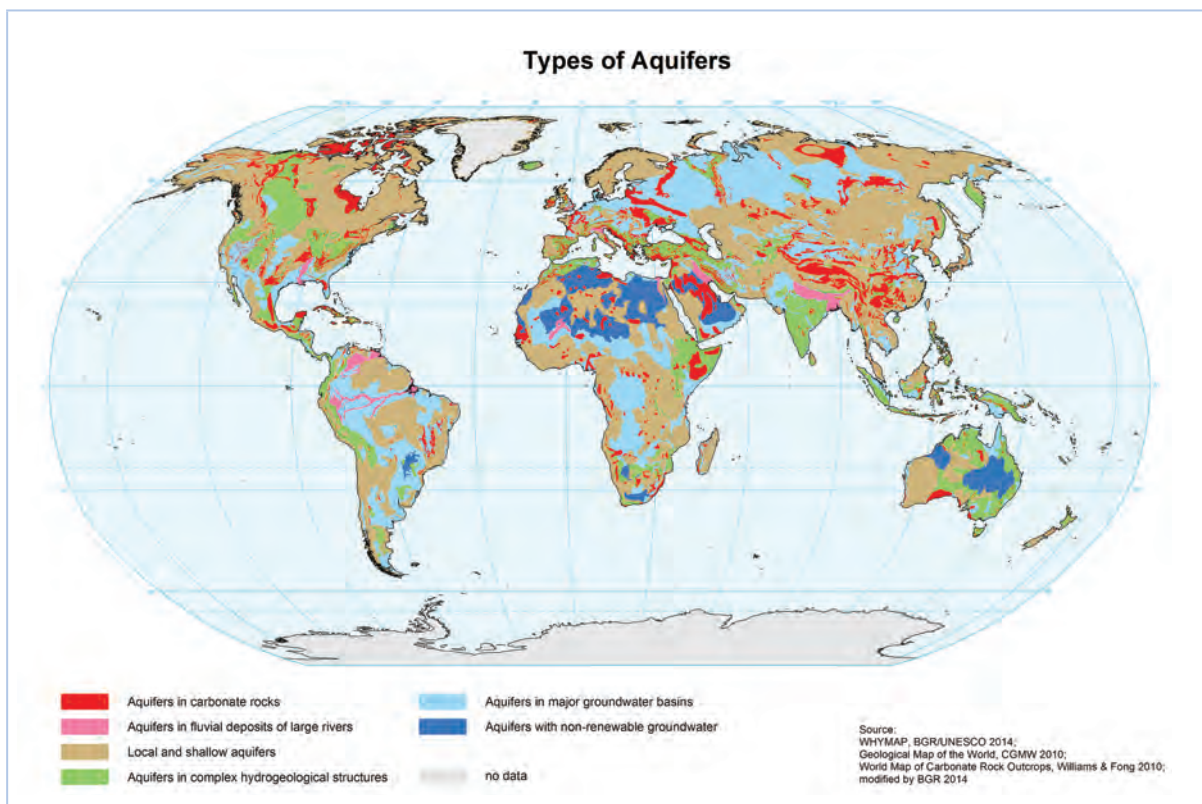 Types of Aquifers
Aquifers in carbonate rocks
Aquifers in fluvial deposits of large rivers
Local and shallow aquifers
Aquifers in complex hydrogeological structures
Aquifers in major groundwater basins
Aquifers with non-renewable groundwater
no data
Source:
WHYMAP, BGR/UNESCO 2014;
Geological Map of the World, CGMW 2010;
World Map of Carbonate Rock Outcrops, Williams & Fong 2010;
modified by BGR 2014